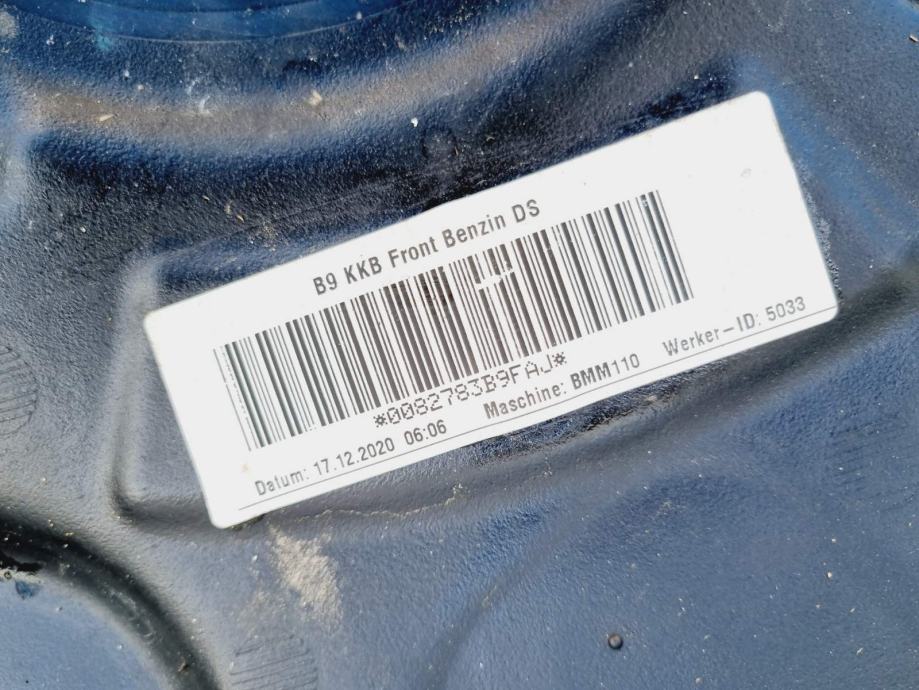 B9 KKB Front Benzin DS
*0082783B9FAJ*
Datum: 17.12.2020 06:06 Maschine: BMM110 Werker-ID: 5033